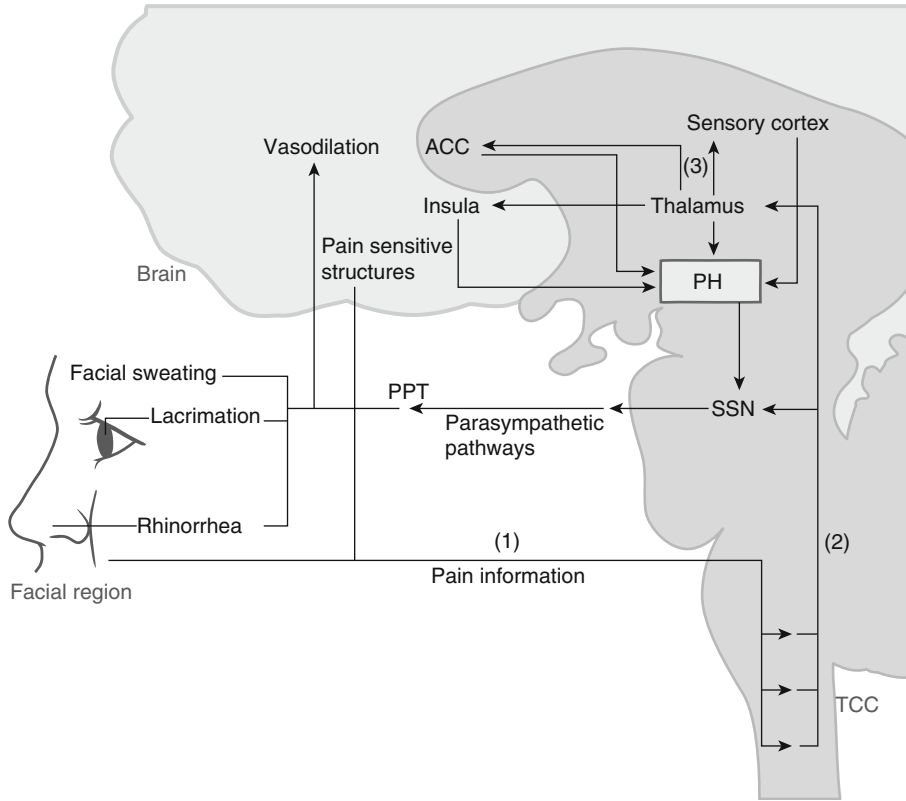 Sensory cortex
Vasodilation
ACC
(3)
Insula
Thalamus
Pain sensitive
structures
Brain
PH
Facial sweating
PPT
Lacrimation
SSN
Parasympathetic
pathways
Rhinorrhea
(1)
(2)
Pain information
Facial region
TCC